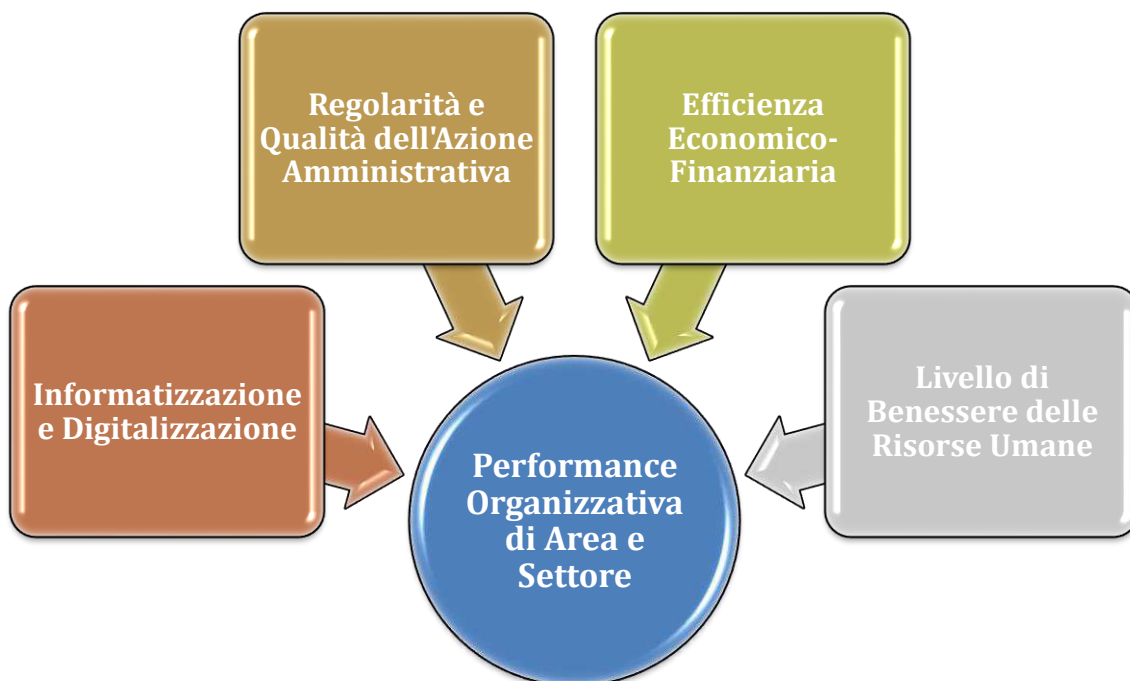 Regolarità e
Qualità dell'Azione
Amministrativa
Efficienza
Economico-
Finanziaria
Informatizzazione
e Digitalizzazione
Livello di
Benessere delle
Risorse Umane
Performance
Organizzativa
di Area e
Settore